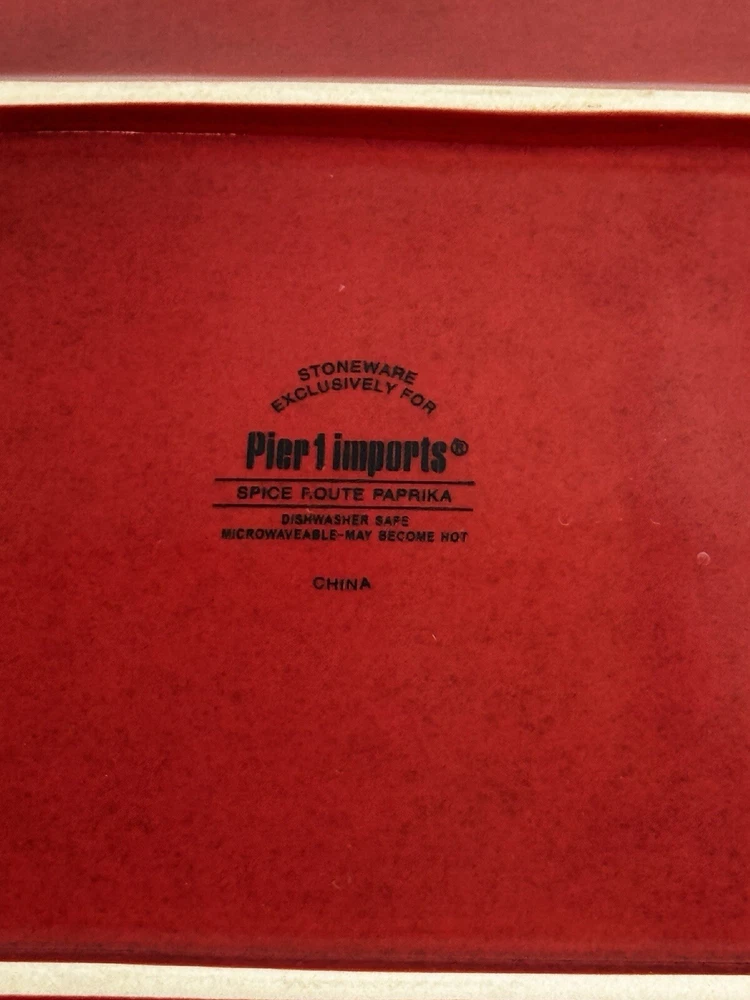 STONEWARE
EXCLUSIVELY FOR
Pier 1 imports®
SPICE ROUTE PAPRIKA
DISHWASHER SAFE
MICROWAVEABLE-MAY BECOME HOT
CHINA